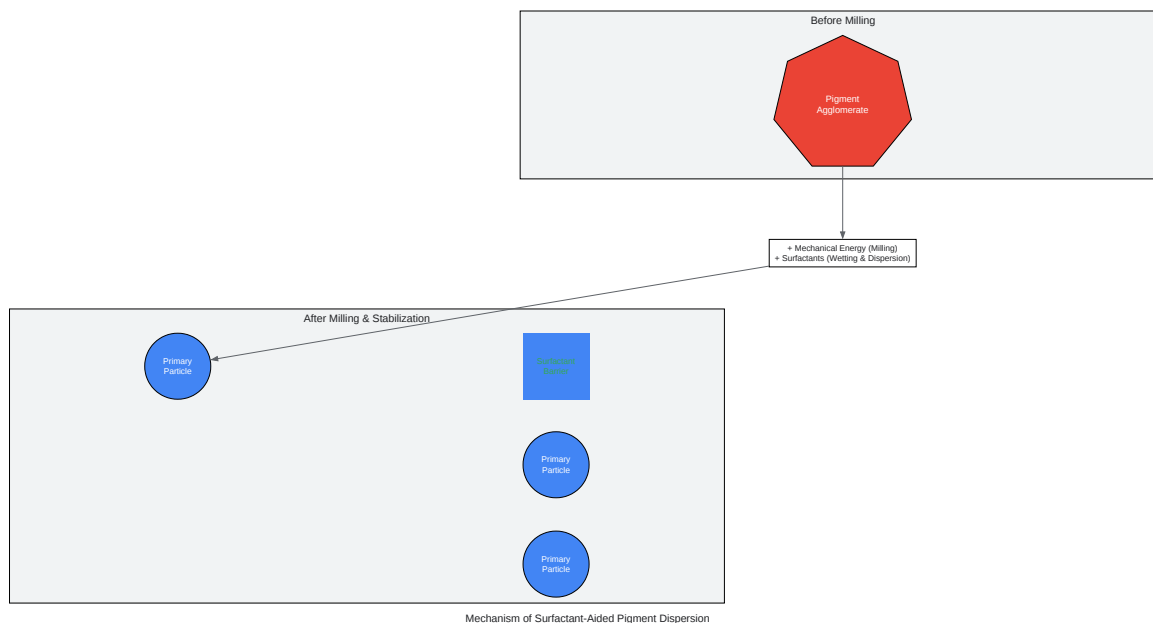 Before Milling
Pigment
Agglomerate
+ Mechanical Energy (Milling)
+ Surfactants (Wetting & Dispersion)
After Milling & Stabilization
Primary
Particle
Primary
Particle
Primary
Particle
Mechanism of Surfactant-Aided Pigment Dispersion